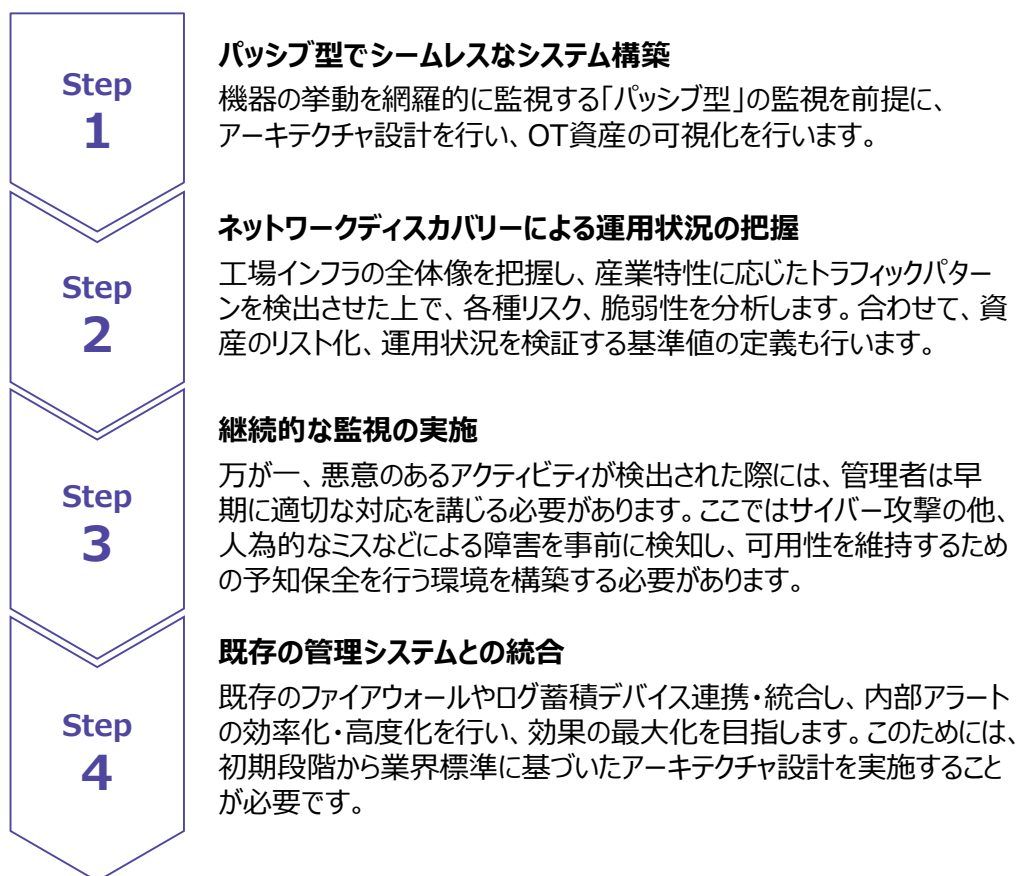 Step
1
パッシブ型でシームレスなシステム構築
機器の挙動を網羅的に監視する「パッシブ型」の監視を前提に、
アーキテクチャ設計を行い、OT資産の可視化を行います。
Step
2
ネットワークディスカバリーによる運用状況の把握
工場インフラの全体像を把握し、産業特性に応じたトラフィックパター
ンを検出させた上で、各種リスク、脆弱性を分析します。合わせて、資
産のリスト化、運用状況を検証する基準値の定義も行います。
Step
3
継続的な監視の実施
万が一、悪意のあるアクティビティが検出された際には、管理者は早
期に適切な対応を講じる必要があります。ここではサイバー攻撃の他、
人為的なミスなどによる障害を事前に検知し、可用性を維持するため
の予知保全を行う環境を構築する必要があります。
Step
4
既存の管理システムとの統合
既存のファイアウォールやログ蓄積デバイス連携・統合し、内部アラート
の効率化・高度化を行い、効果の最大化を目指します。このためには、
初期段階から業界標準に基づいたアーキテクチャ設計を実施すること
が必要です。